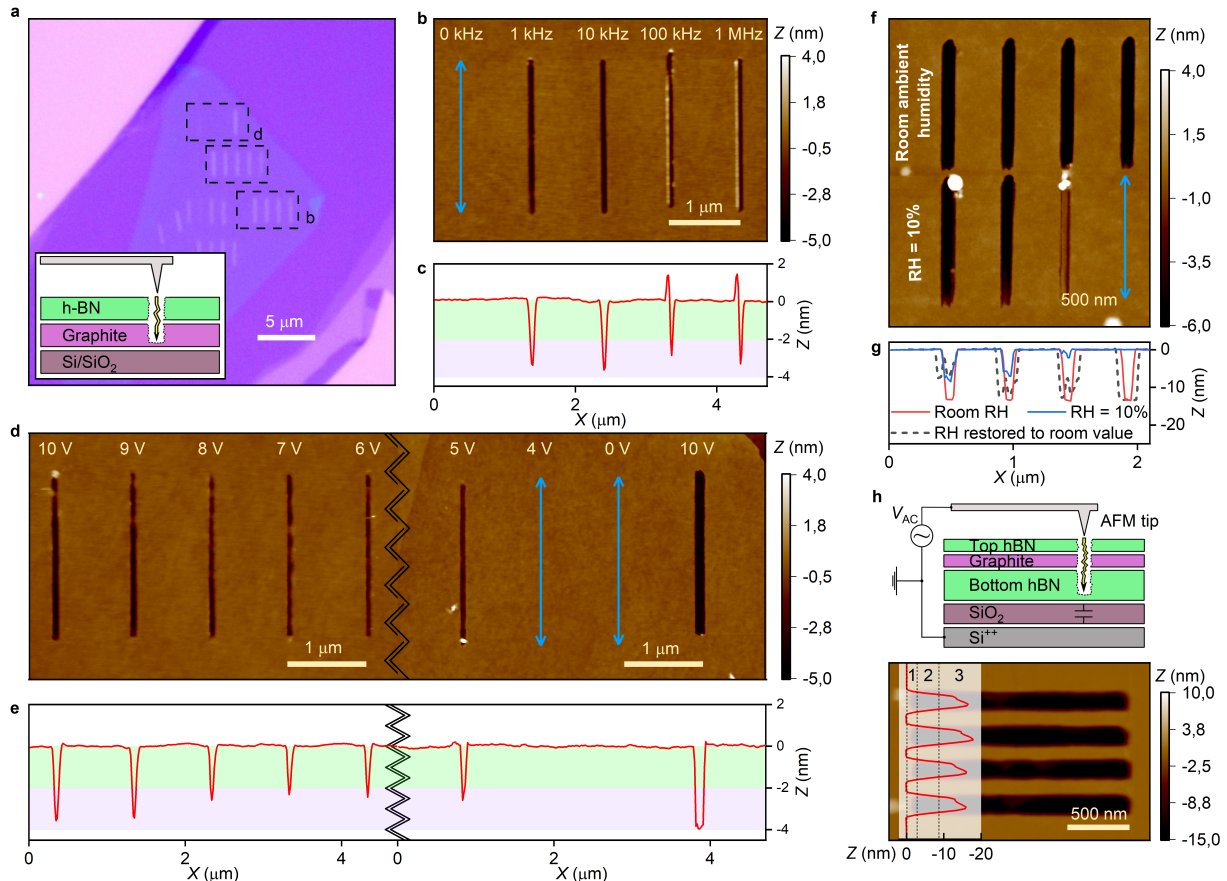 a
d
b
h-BN
Graphite
Si/SiO₂
5 µm
b
0 kHz 1 kHz 10 kHz 100 kHz 1 MHz
1 µm
Z (nm)
4,0
1,8
-0,5
-2,8
-5,0
c
2
0
-2
-4
Z (nm)
0 2 4
X (µm)
d
10 V 9 V 8 V 7 V 6 V 5 V 4 V 0 V 10 V
1 µm 1 µm
Z (nm)
4,0
1,8
-0,5
-2,8
-5,0
e
2
0
-2
-4
Z (nm)
0 2 4 0 2 4
X (µm) X (µm)
f
Room ambient
humidity
RH = 10%
500 nm
Z (nm)
4,0
1,5
-1,0
-3,5
-6,0
g
0
-10
-20
Z (nm)
Room RH RH = 10%
RH restored to room value
0 1 2
X (µm)
h
V_AC
AFM tip
Top hBN
Graphite
Bottom hBN
SiO₂
Si⁺⁺
1 2 3
500 nm
Z (nm) 0 -10 -20
Z (nm)
10,0
3,8
-2,5
-8,8
-15,0